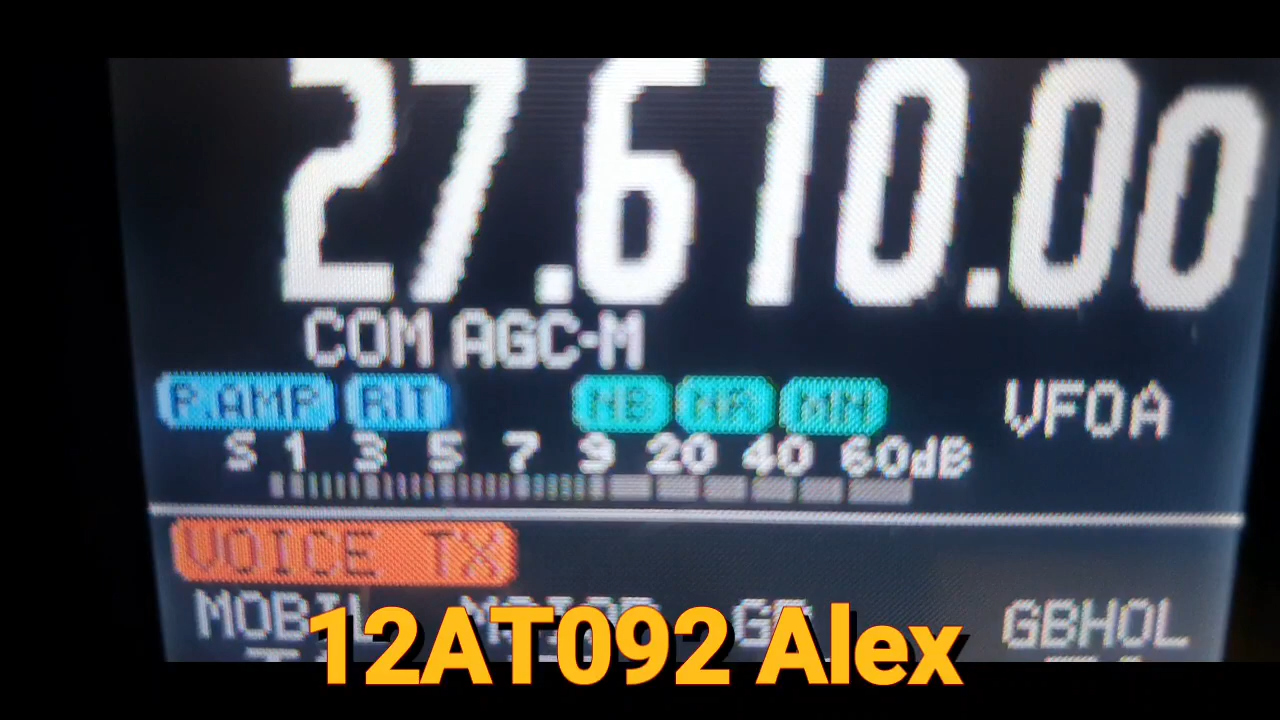 27.610.00
COM AGC-M
P.AMP RIT NB NR MN VFOA
S 1 3 5 7 9 20 40 60dB
VOICE TX
GBHOL
12AT092 Alex